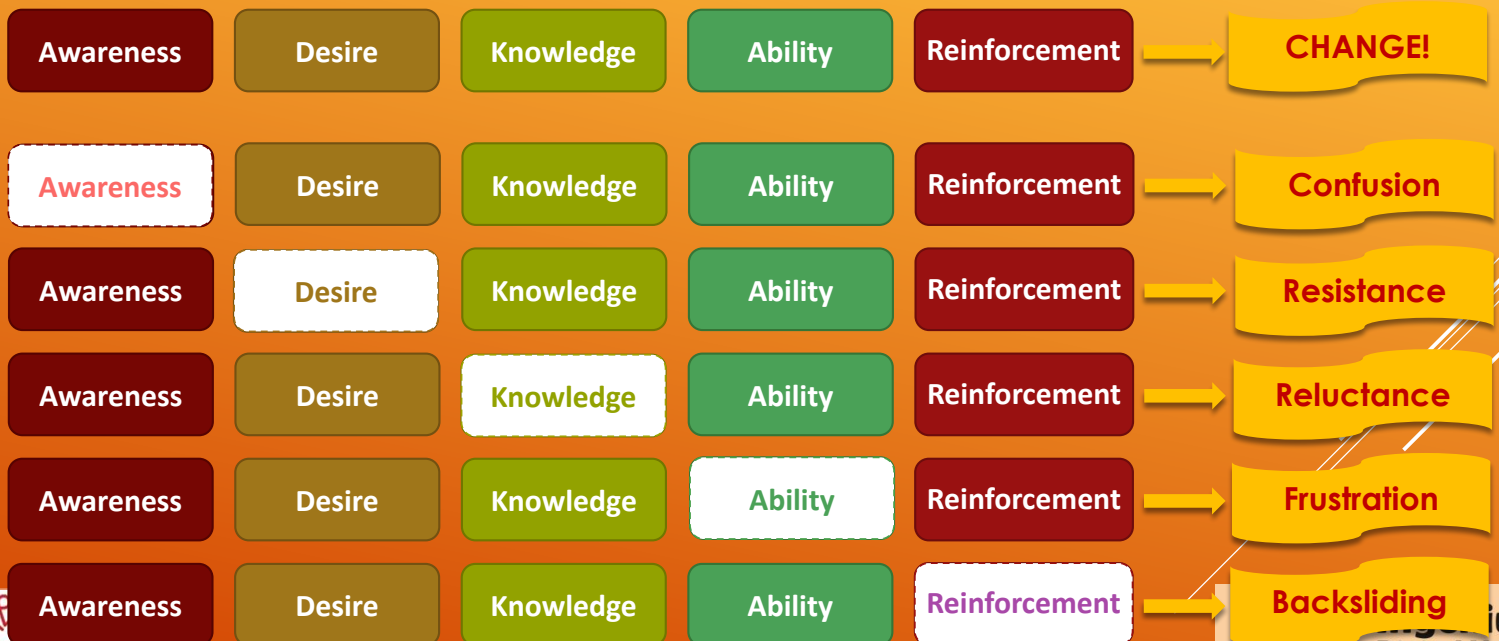 Awareness Desire Knowledge Ability Reinforcement CHANGE!
Awareness Desire Knowledge Ability Reinforcement Confusion
Awareness Desire Knowledge Ability Reinforcement Resistance
Awareness Desire Knowledge Ability Reinforcement Reluctance
Awareness Desire Knowledge Ability Reinforcement Frustration
Awareness Desire Knowledge Ability Reinforcement Backsliding